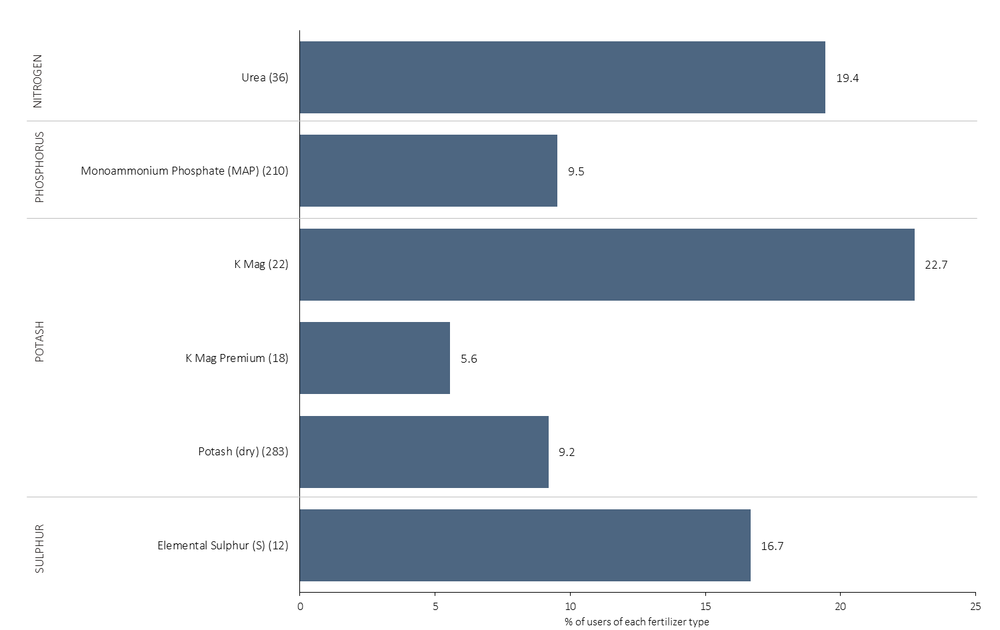 NITROGEN
Urea (36)
19.4
PHOSPHORUS
Monoammonium Phosphate (MAP) (210)
9.5
POTASH
K Mag (22)
22.7
K Mag Premium (18)
5.6
Potash (dry) (283)
9.2
SULPHUR
Elemental Sulphur (S) (12)
16.7
0 5 10 15 20 25
% of users of each fertilizer type